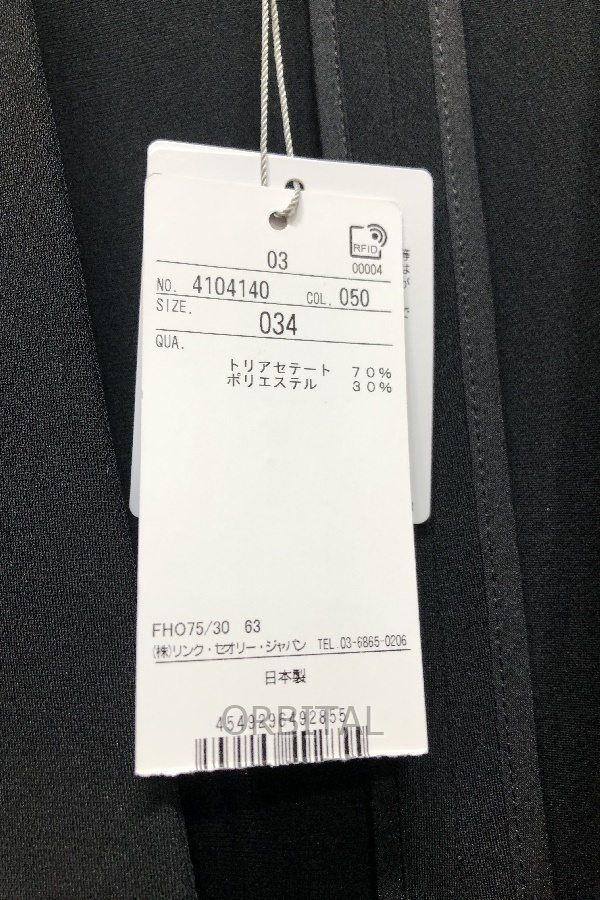 RFID
03
00004
NO. 4104140 COL. 050
SIZE. 034
QUA.
トリアセテート 70%
ポリエステル 30%
FHO75/30 63
(株)リンク・セオリー・ジャパン TEL.03-6865-0206
日本製
4549296492855
ORBITAL